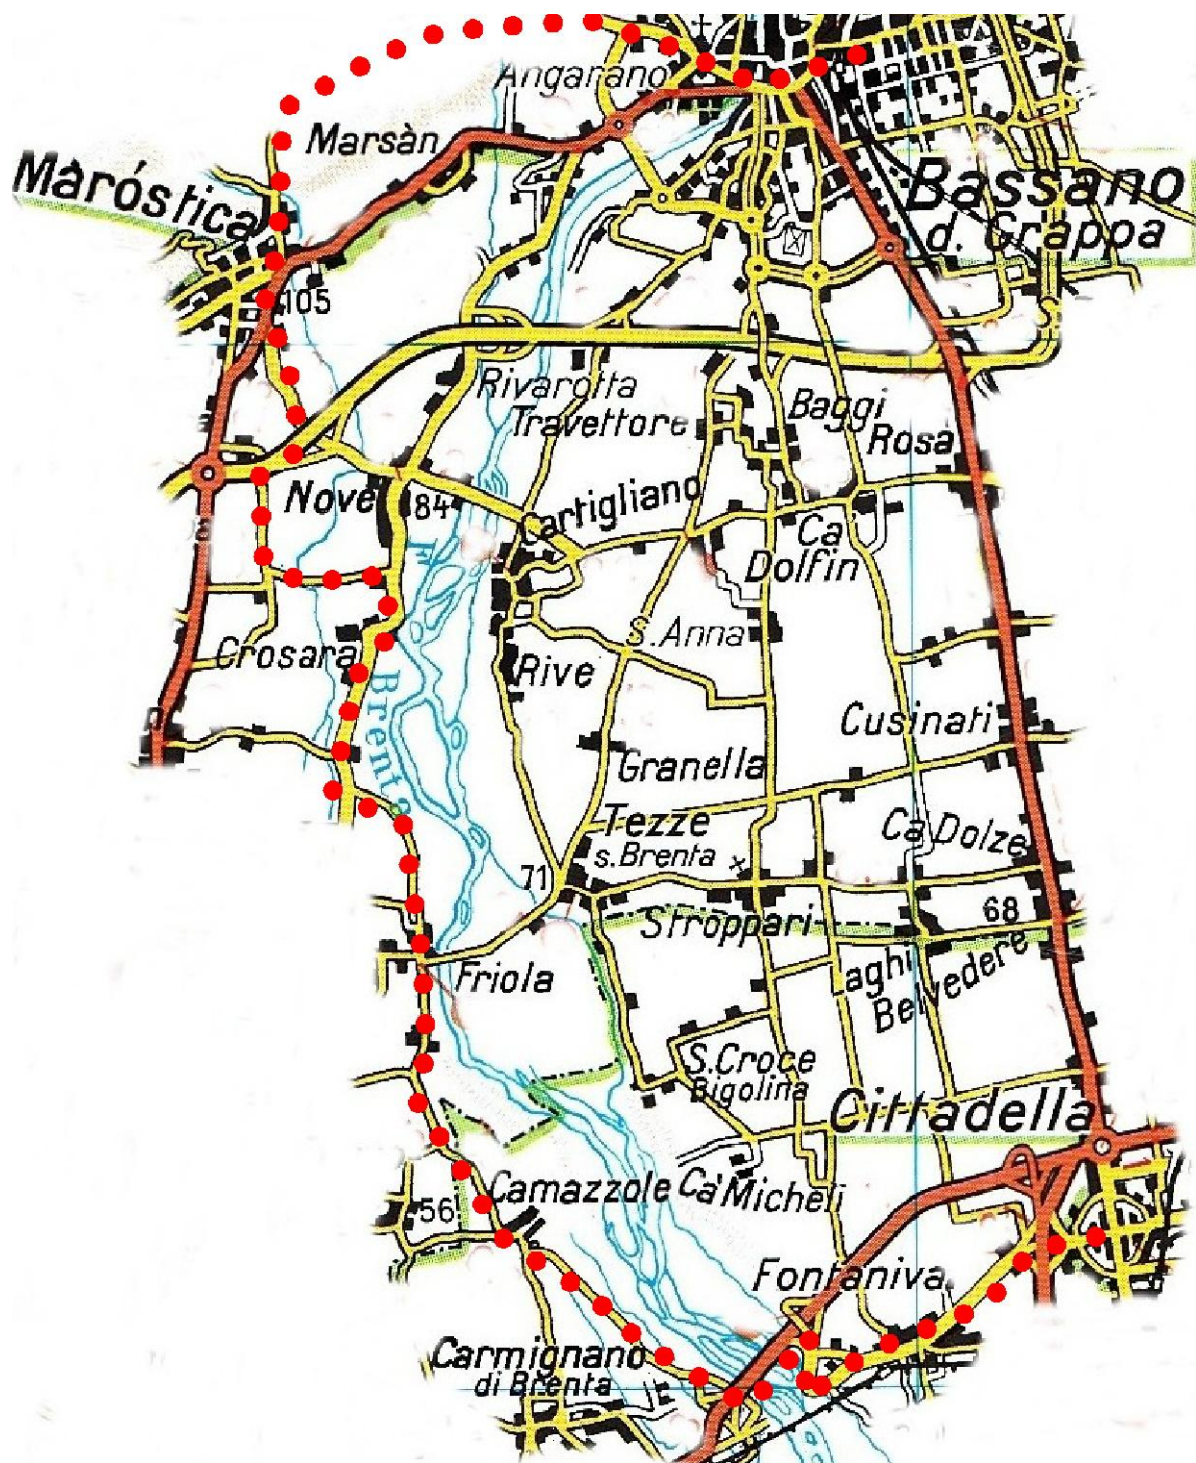 Angarano
Marsàn
Màróstica
Bassano
d. Grappa
105
Rivarotta
Travettore
Baggi
Rosa
Nove
84
Cartigliano
Ca'
Dolfin
S. Anna
Crosara
Rive
Brenta
Cusinati
Granella
Tezze
s. Brenta
Ca Dolze
71
Stroppari
68
Friola
Laghi
Belvedere
S. Croce
Bigolina
Cittadella
Camazzole
Ca' Micheli
56
Fontaniva
Carmignano
di Brenta